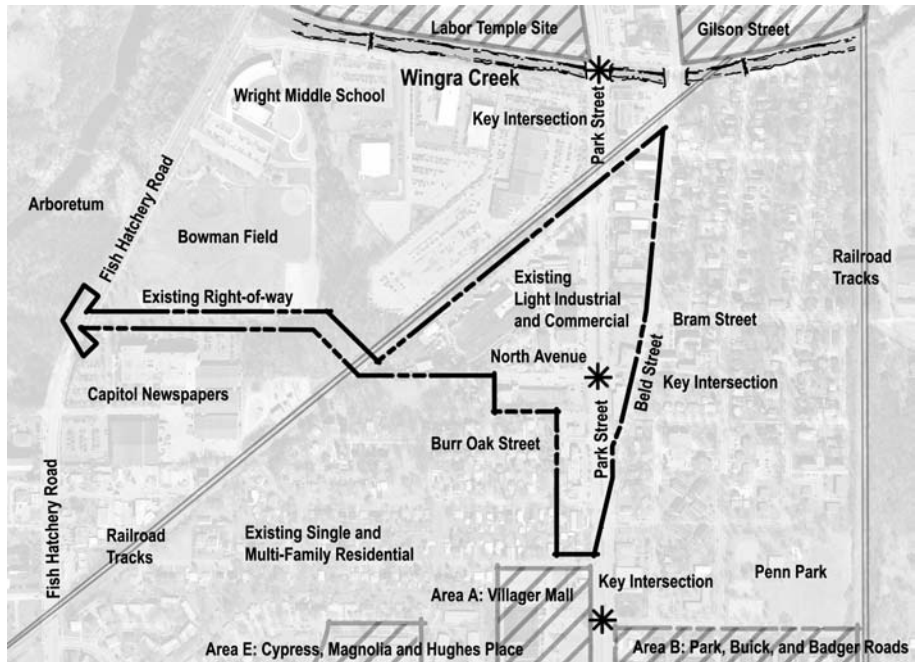 Labor Temple Site
Gilson Street
Wingra Creek
Wright Middle School
Key Intersection
Park Street
Fish Hatchery Road
Arboretum
Bowman Field
Railroad
Tracks
Existing Right-of-way
Existing
Light Industrial
and Commercial
Bram Street
North Avenue
Beld Street
Key Intersection
Capitol Newspapers
Park Street
Burr Oak Street
Fish Hatchery Road
Railroad
Tracks
Existing Single and
Multi-Family Residential
Penn Park
Key Intersection
Area A: Villager Mall
Area E: Cypress, Magnolia and Hughes Place
Area B: Park, Buick, and Badger Roads